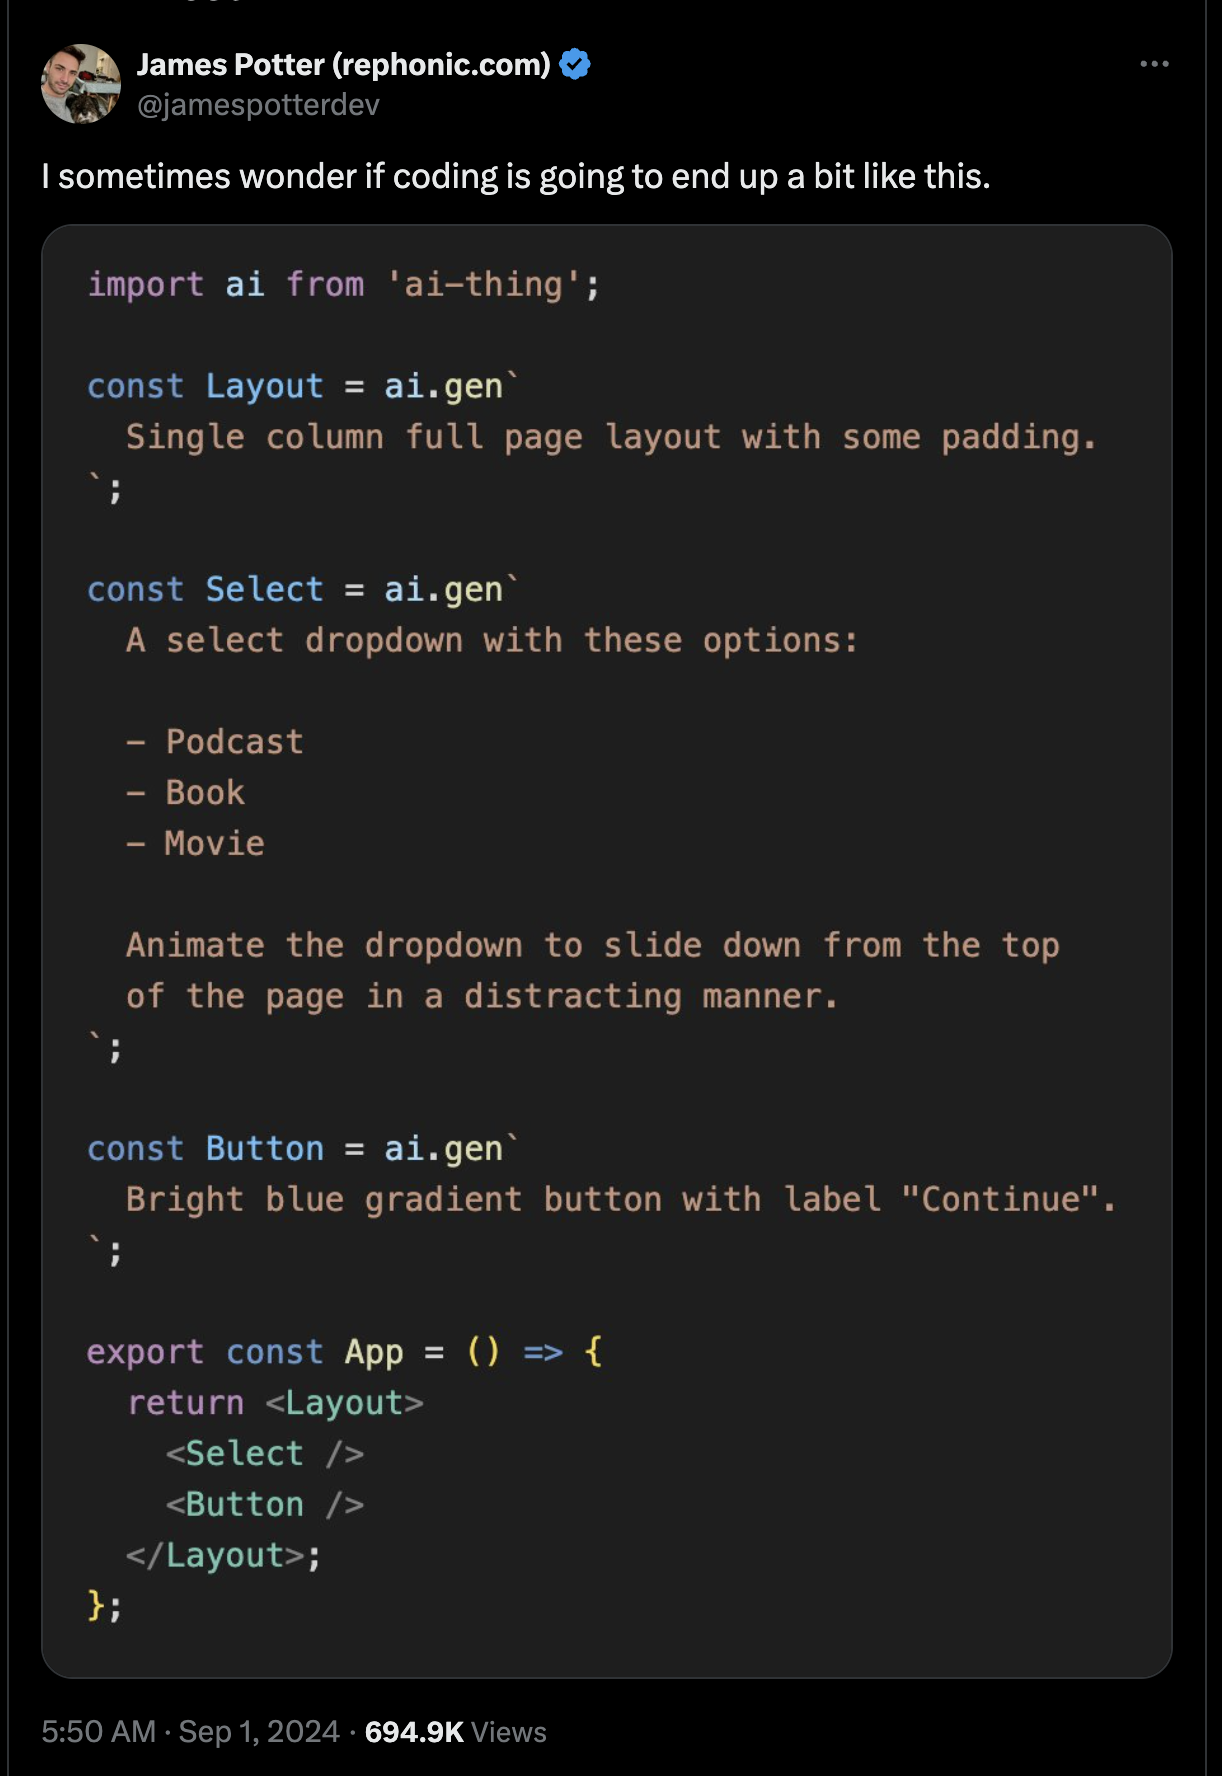 James Potter (rephonic.com)
@jamespotterdev
I sometimes wonder if coding is going to end up a bit like this.
import ai from 'ai-thing';
const Layout = ai.gen`
Single column full page layout with some padding.
`;
const Select = ai.gen`
A select dropdown with these options:
- Podcast
- Book
- Movie
Animate the dropdown to slide down from the top
of the page in a distracting manner.
`;
const Button = ai.gen`
Bright blue gradient button with label "Continue".
`;
export const App = () => {
return <Layout>
<Select />
<Button />
</Layout>;
};
5:50 AM · Sep 1, 2024 · 694.9K Views